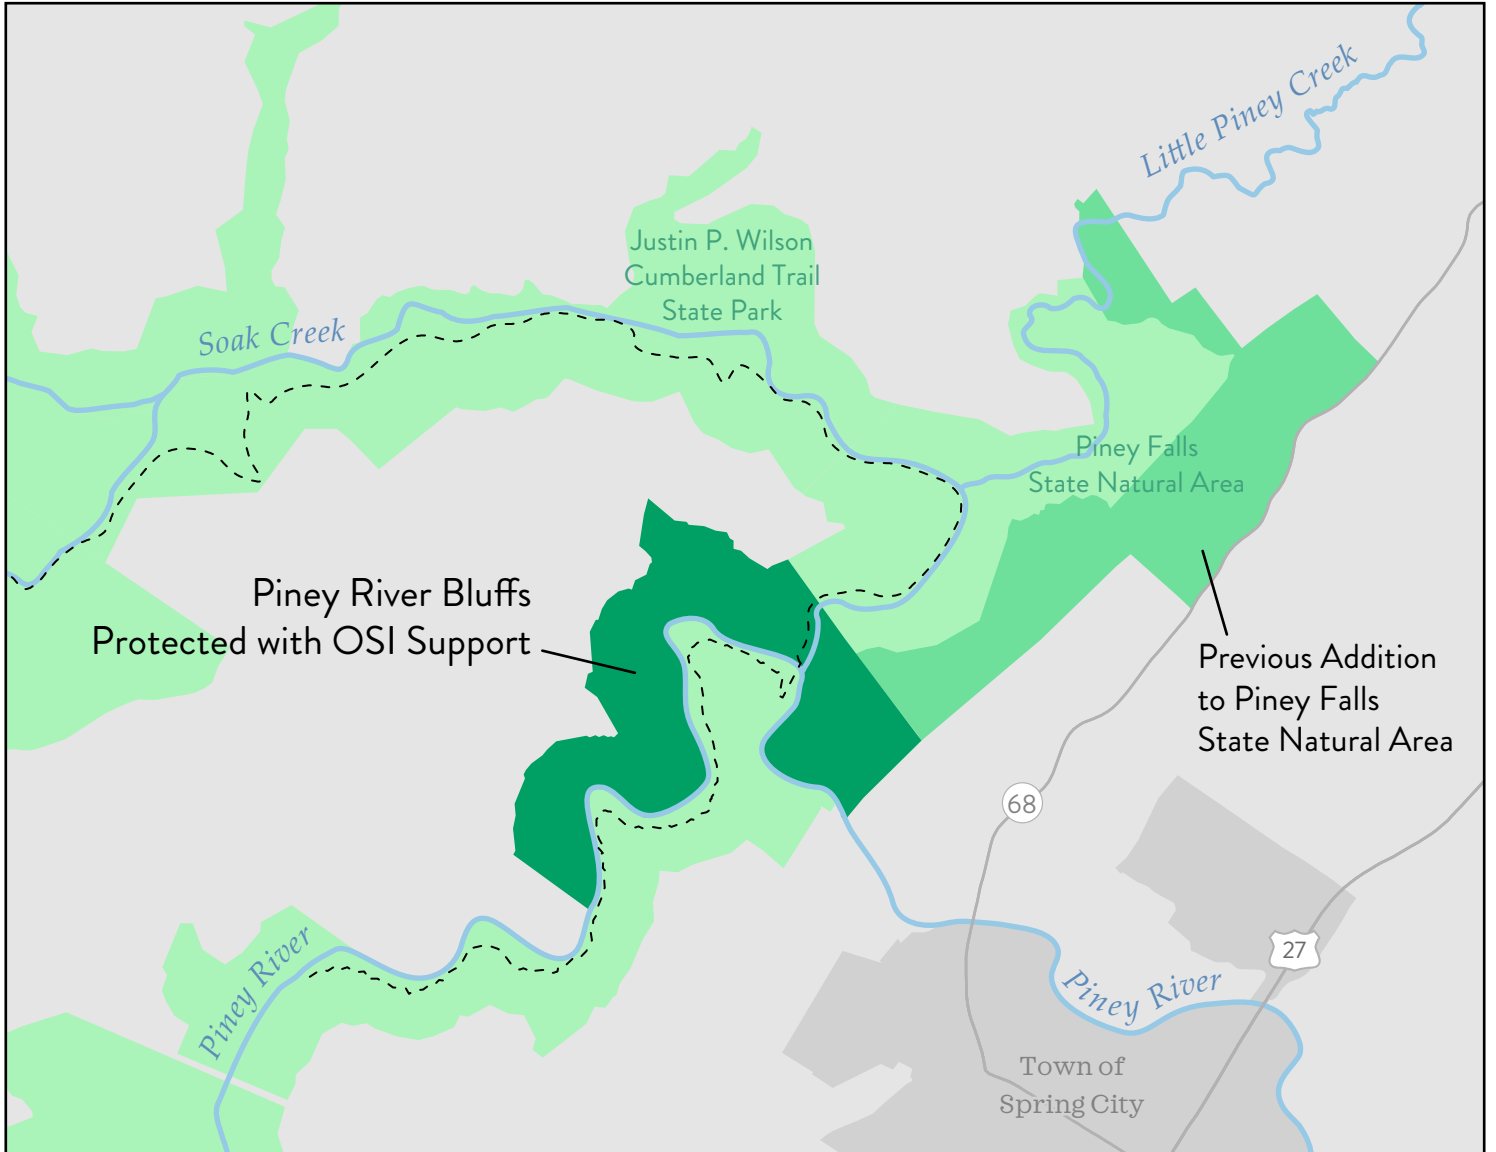 Little Piney Creek
Justin P. Wilson
Cumberland Trail
State Park
Soak Creek
Piney Falls
State Natural Area
Piney River Bluffs
Protected with OSI Support
Previous Addition
to Piney Falls
State Natural Area
68
27
Piney River
Piney River
Town of
Spring City